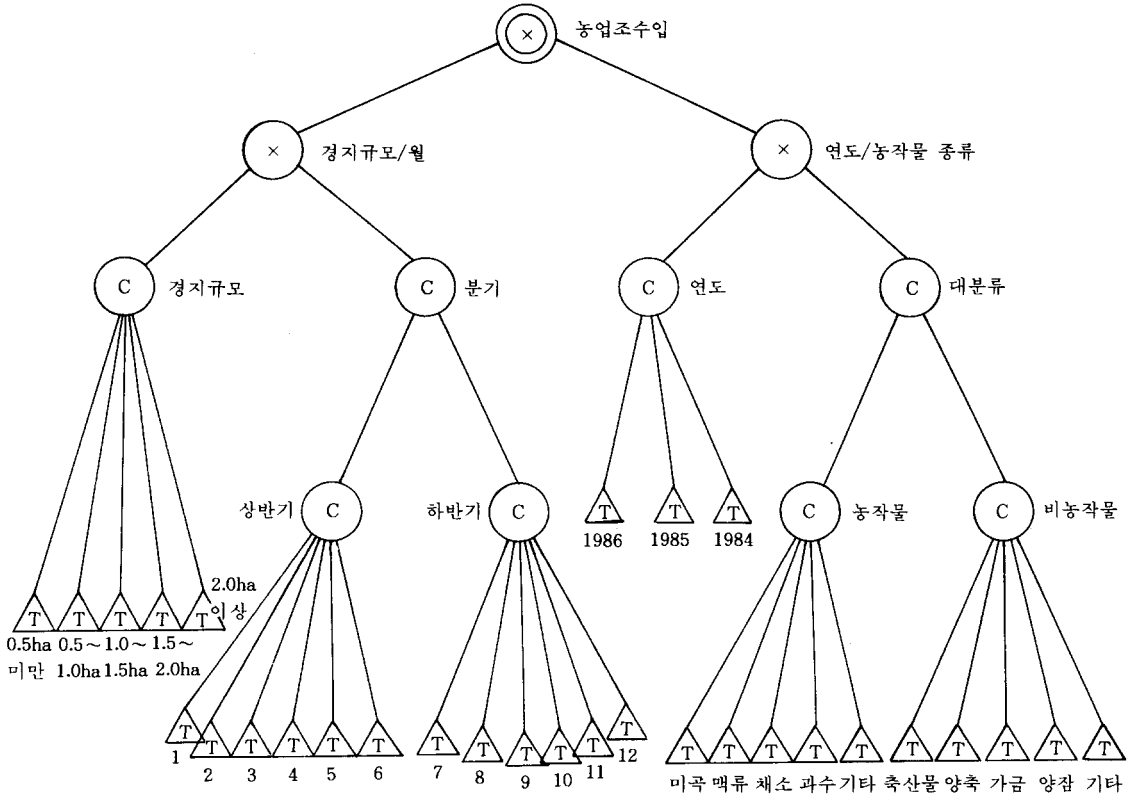 × 농업조수입
× 경지규모/월 × 연도/농작물 종류
C 경지규모 C 분기 C 연도 C 대분류
상반기 C 하반기 C T T T C 농작물 C 비농작물
1986 1985 1984
2.0ha
T T T T T 이상
0.5ha 0.5~ 1.0~ 1.5~
미만 1.0ha 1.5ha 2.0ha
T T T T T T T T T T T T T T T T T T T T T T
1 2 3 4 5 6 7 8 9 10 11 12
미곡 맥류 채소 과수 기타 축산물 양축 가금 양잠 기타